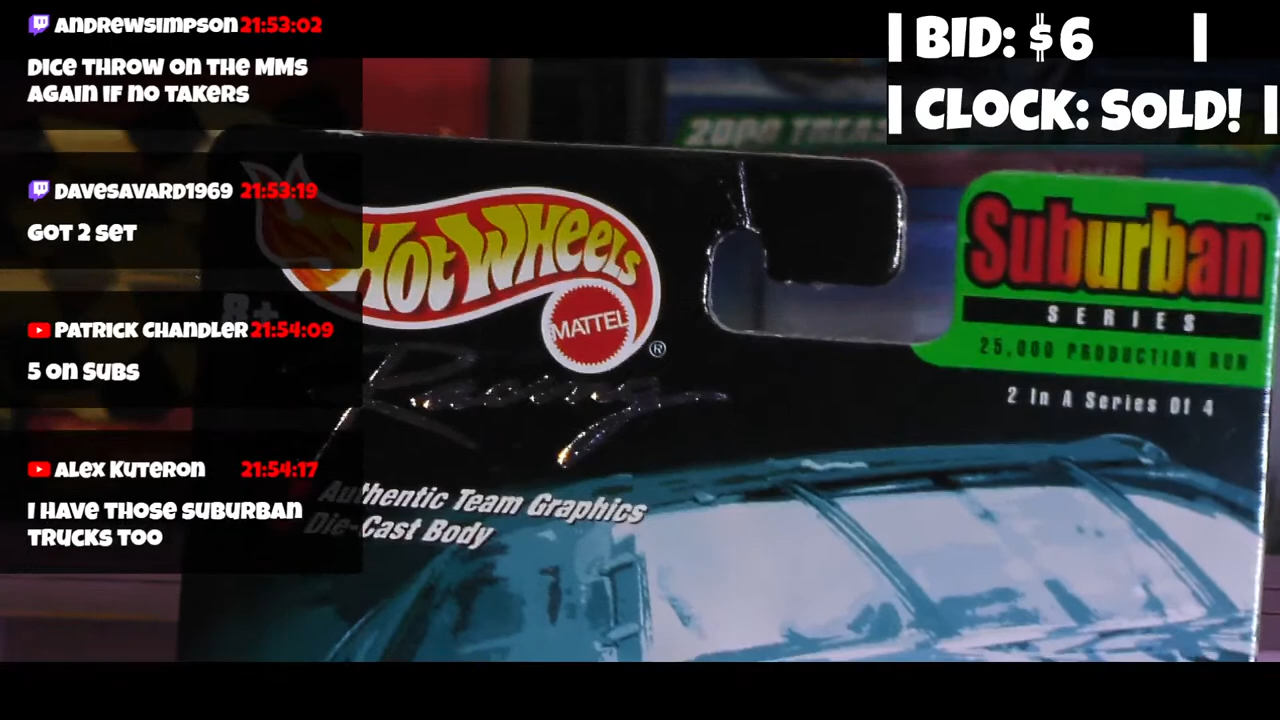 AndrewSimpson 21:53:02
Dice throw on the MMs
again if no takers
DaveSavard1969 21:53:19
Got 2 set
Patrick Chandler 21:54:09
5 on subs
Alex Kuteron 21:54:17
I have those suburban
trucks too
| BID: $6 |
| CLOCK: SOLD! |
2000 TREAS
Hot Wheels
MATTEL
®
8+
Racing
Authentic Team Graphics
Die-Cast Body
Suburban
SERIES
25,000 PRODUCTION RUN
2 In A Series Of 4